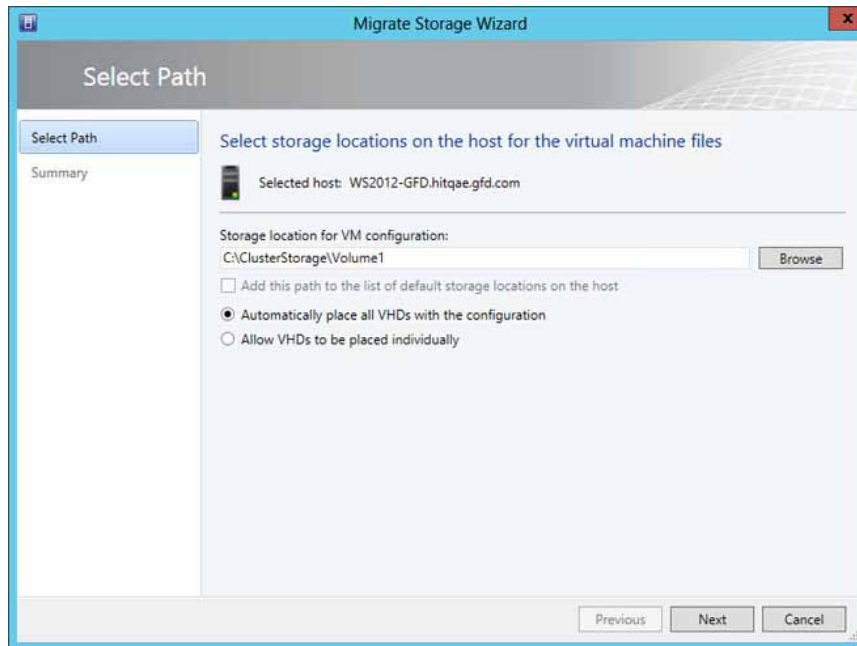 Migrate Storage Wizard
x
Select Path
Select Path
Summary
Select storage locations on the host for the virtual machine files
Selected host: WS2012-GFD.hitqae.gfd.com
Storage location for VM configuration:
C:\ClusterStorage\Volume1
Browse
Add this path to the list of default storage locations on the host
Automatically place all VHDs with the configuration
Allow VHDs to be placed individually
Previous
Next
Cancel